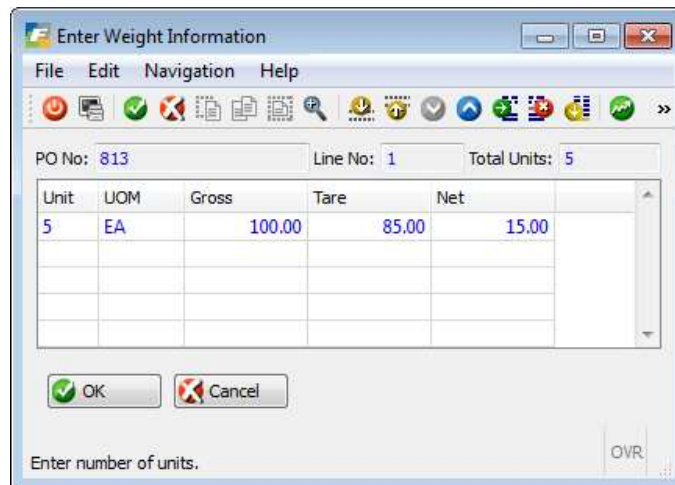 Enter Weight Information
File Edit Navigation Help
»
PO No: 813 Line No: 1 Total Units: 5
Unit UOM Gross Tare Net
5 EA 100.00 85.00 15.00
OK Cancel
Enter number of units. OVR